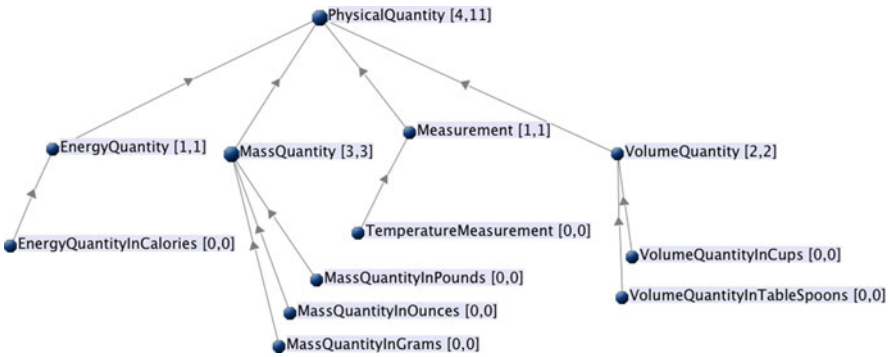 PhysicalQuantity [4,11]
EnergyQuantity [1,1]
MassQuantity [3,3]
Measurement [1,1]
VolumeQuantity [2,2]
EnergyQuantityInCalories [0,0]
TemperatureMeasurement [0,0]
VolumeQuantityInCups [0,0]
MassQuantityInPounds [0,0]
VolumeQuantityInTableSpoons [0,0]
MassQuantityInOunces [0,0]
MassQuantityInGrams [0,0]